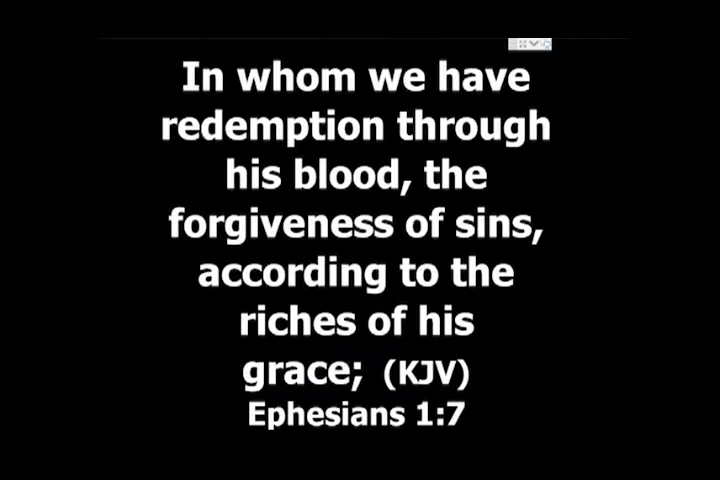 In whom we have
redemption through
his blood, the
forgiveness of sins,
according to the
riches of his
grace; (KJV)
Ephesians 1:7